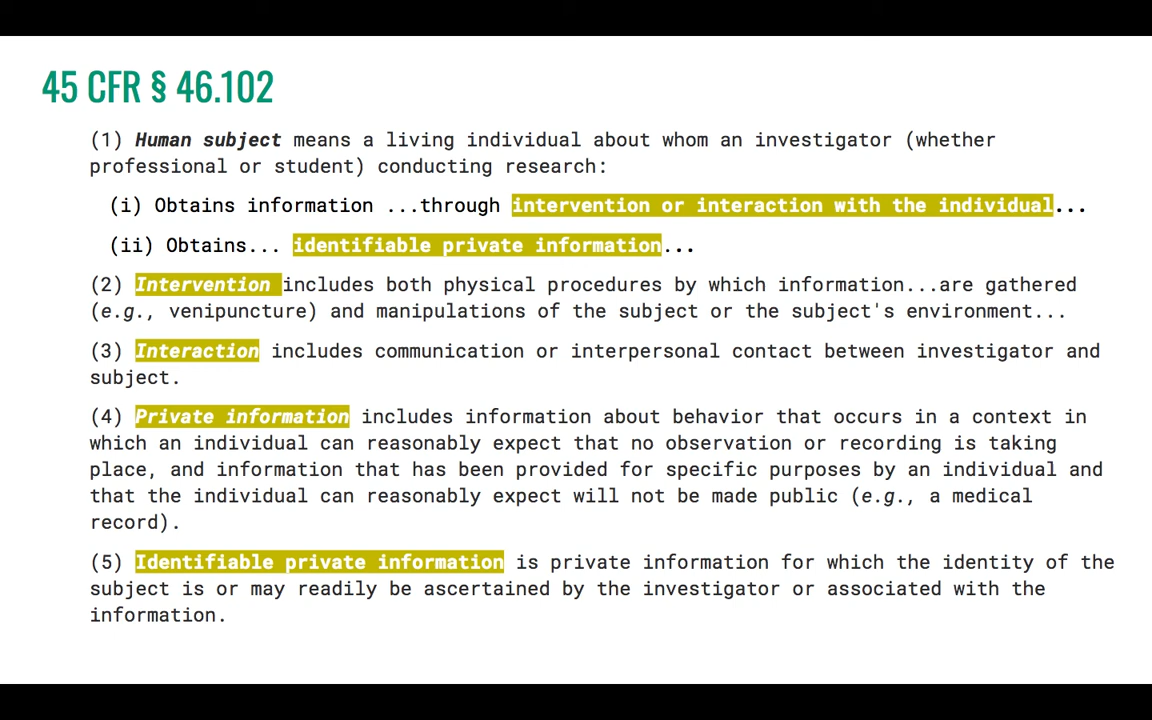 45 CFR § 46.102
(1) Human subject means a living individual about whom an investigator (whether
professional or student) conducting research:
(i) Obtains information ...through intervention or interaction with the individual...
(ii) Obtains... identifiable private information...
(2) Intervention includes both physical procedures by which information...are gathered
(e.g., venipuncture) and manipulations of the subject or the subject's environment...
(3) Interaction includes communication or interpersonal contact between investigator and
subject.
(4) Private information includes information about behavior that occurs in a context in
which an individual can reasonably expect that no observation or recording is taking
place, and information that has been provided for specific purposes by an individual and
that the individual can reasonably expect will not be made public (e.g., a medical
record).
(5) Identifiable private information is private information for which the identity of the
subject is or may readily be ascertained by the investigator or associated with the
information.